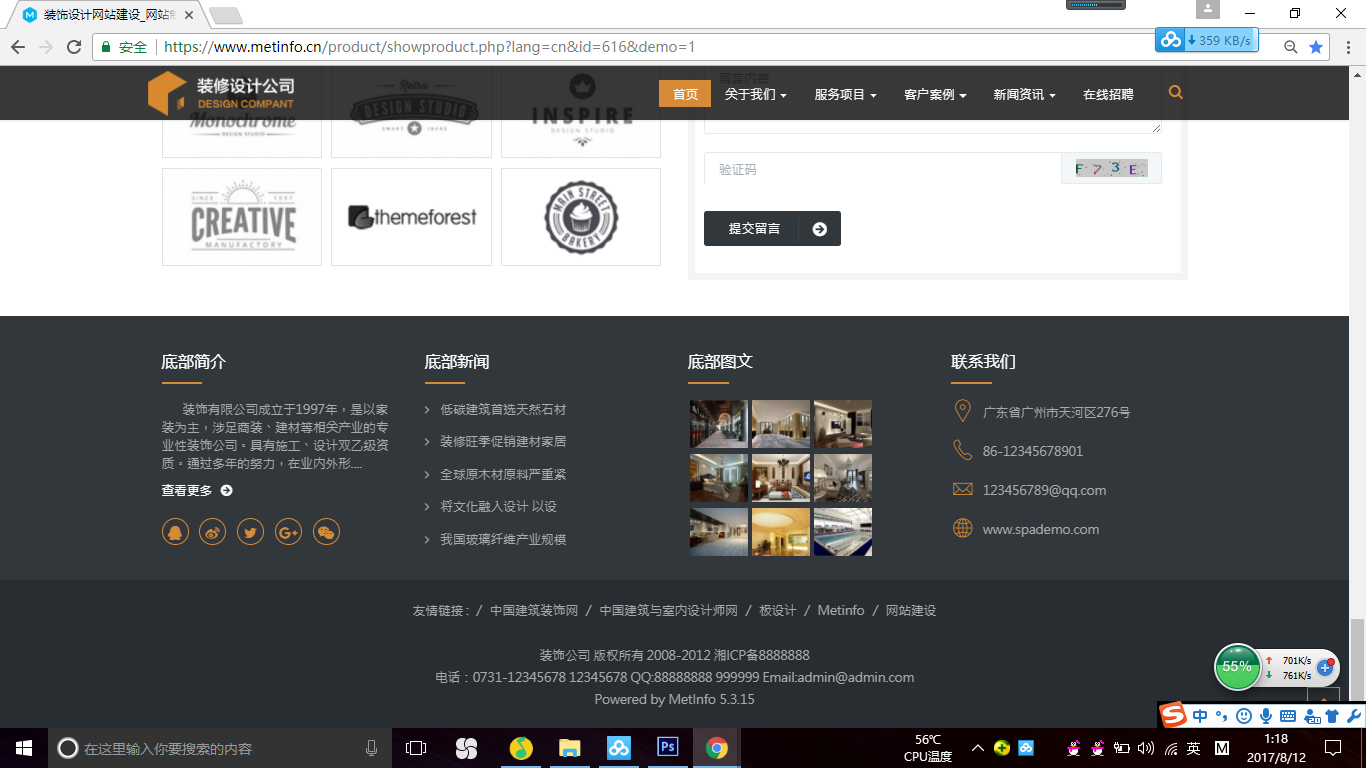 装饰设计网站建设_网站制
359 KB/s
安全 https://www.metinfo.cn/product/showproduct.php?lang=cn&id=616&demo=1
装修设计公司
DESIGN COMPANT
首页 关于我们 服务项目 客户案例 新闻资讯 在线招聘
留言内容
Monochrome
DESIGN STUDIO
Retro
DESIGN STUDIO
SMART IDEAS
INSPIRE
DESIGN STUDIO
验证码 F 7 3 E
SINCE 1997
CREATIVE
MANUFACTORY
themeforest
MAIN STREET
BAKERY
提交留言
底部简介
装饰有限公司成立于1997年，是以家
装为主，涉足商装、建材等相关产业的专
业性装饰公司。具有施工、设计双乙级资
质。通过多年的努力，在业内外形....
查看更多
底部新闻
低碳建筑首选天然石材
装修旺季促销建材家居
全球原木材原料严重紧
将文化融入设计 以设
我国玻璃纤维产业规模
底部图文
联系我们
广东省广州市天河区276号
86-12345678901
123456789@qq.com
www.spademo.com
友情链接： / 中国建筑装饰网 / 中国建筑与室内设计师网 / 极设计 / Metinfo / 网站建设
装饰公司 版权所有 2008-2012 湘ICP备8888888
电话：0731-12345678 12345678 QQ:88888888 999999 Email:admin@admin.com
Powered by MetInfo 5.3.15
55% 701K/s
761K/s
中
在这里输入你要搜索的内容
Ps
56℃
CPU温度
英
M
1:18
2017/8/12